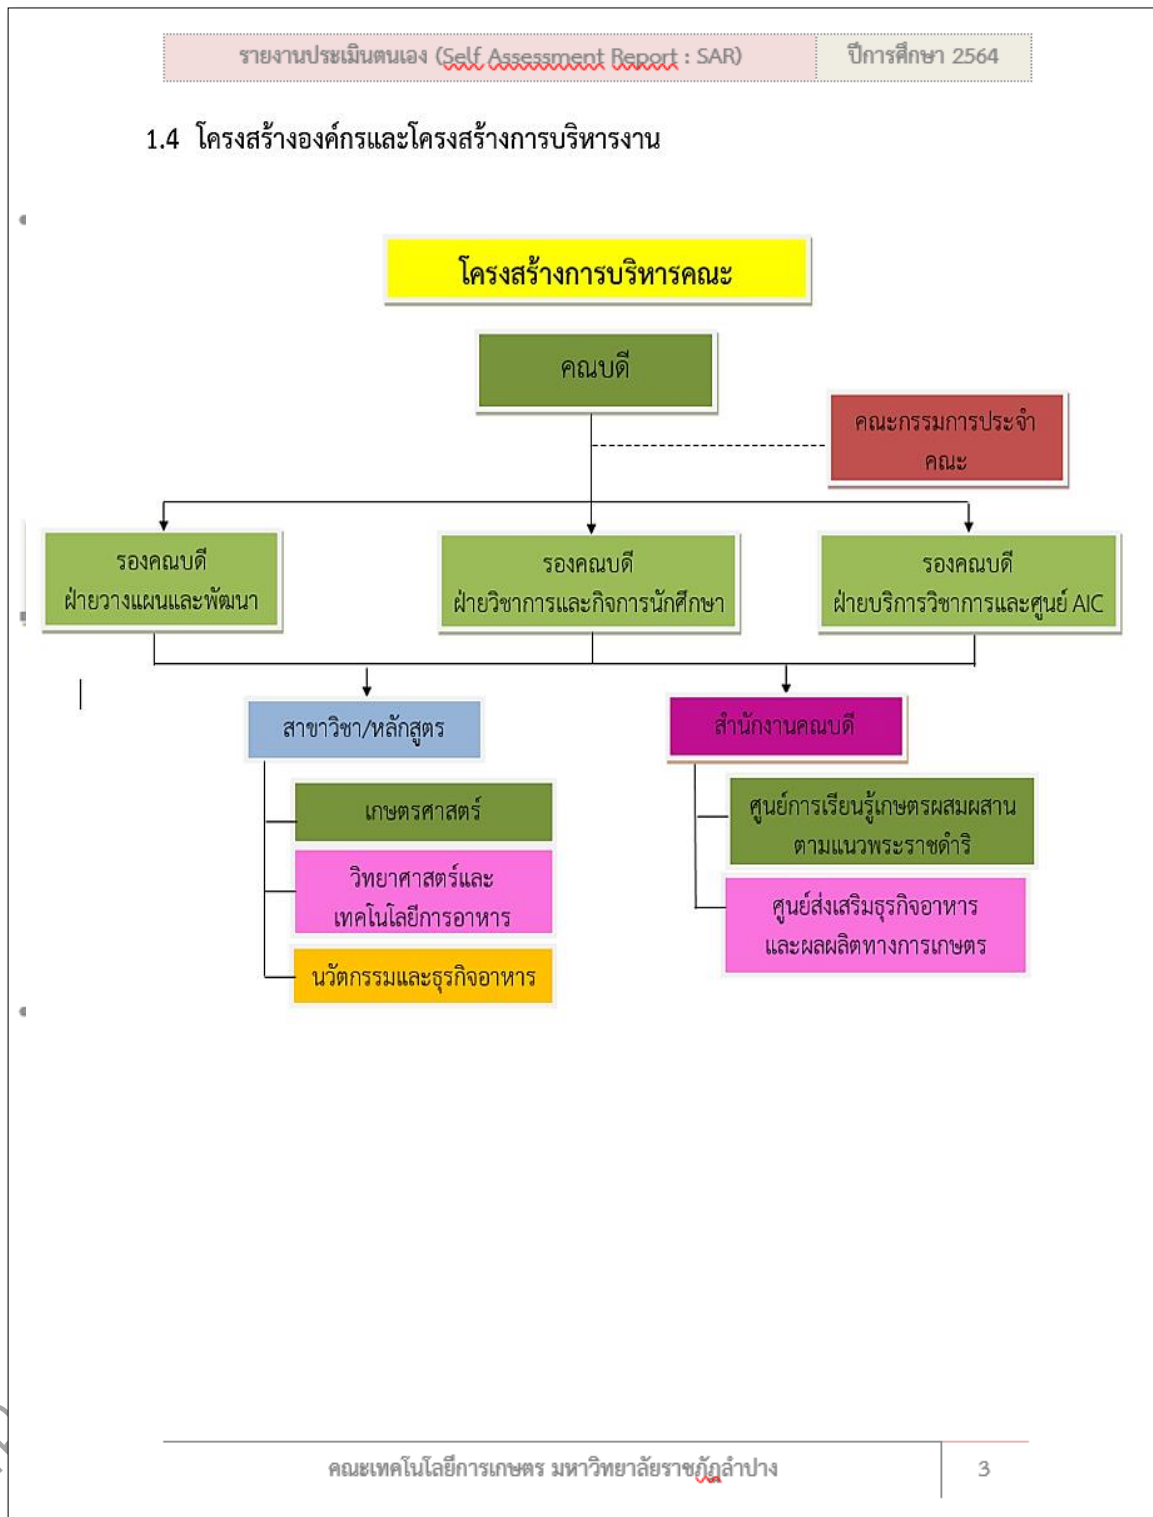 รายงานประเมินตนเอง (Self Assessment Report : SAR)
ปีการศึกษา 2564
1.4 โครงสร้างองค์กรและโครงสร้างการบริหารงาน
โครงสร้างการบริหารคณะ
คณบดี
คณะกรรมการประจำ
คณะ
รองคณบดี
ฝ่ายวางแผนและพัฒนา
รองคณบดี
ฝ่ายวิชาการและกิจการนักศึกษา
รองคณบดี
ฝ่ายบริการวิชาการและศูนย์ AIC
สาขาวิชา/หลักสูตร
เกษตรศาสตร์
วิทยาศาสตร์และ
เทคโนโลยีการอาหาร
นวัตกรรมและธุรกิจอาหาร
สำนักงานคณบดี
ศูนย์การเรียนรู้เกษตรผสมผสาน
ตามแนวพระราชดำริ
ศูนย์ส่งเสริมธุรกิจอาหาร
และผลผลิตทางการเกษตร
คณะเทคโนโลยีการเกษตร มหาวิทยาลัยราชภัฏลำปาง
3